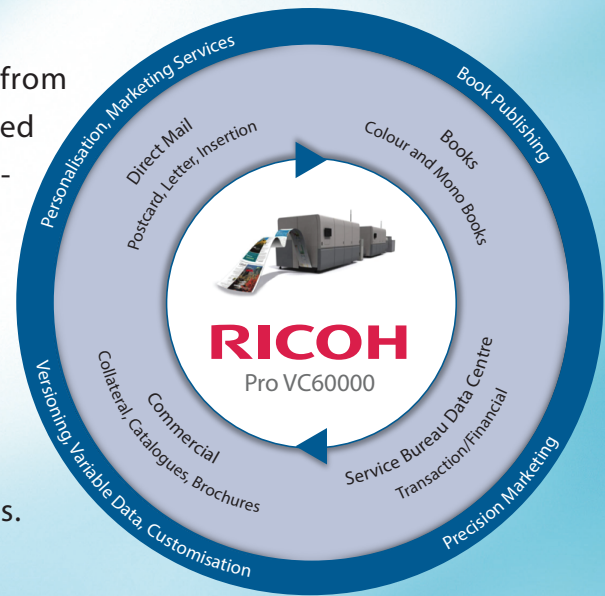 from
ed
-
s.
Personalisation, Marketing Services
Direct Mail
Postcard, Letter, Insertion
Book Publishing
Books
Colour and Mono Books
RICOH
Pro VC60000
Versioning, Variable Data, Customisation
Commercial
Collateral, Catalogues, Brochures
Service Bureau Data Centre
Transaction/Financial
Precision Marketing